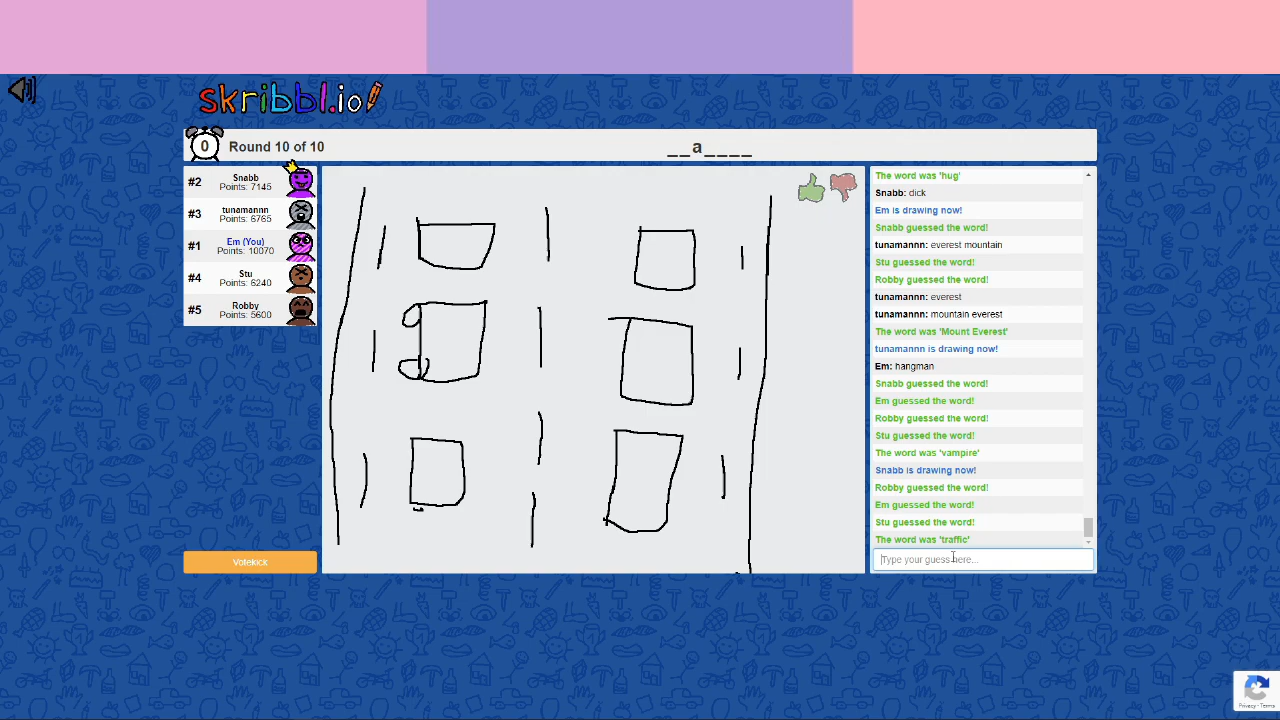 skribbl.io
0
Round 10 of 10
__a____
#2
Snabb
Points: 7145
#3
tunamannn
Points: 6765
#1
Em (You)
Points: 10070
#4
Stu
Points: 6240
#5
Robby
Points: 5600
Votekick
The word was 'hug'
Snabb: dick
Em is drawing now!
Snabb guessed the word!
tunamannn: everest mountain
Stu guessed the word!
Robby guessed the word!
tunamannn: everest
tunamannn: mountain everest
The word was 'Mount Everest'
tunamannn is drawing now!
Em: hangman
Snabb guessed the word!
Em guessed the word!
Robby guessed the word!
Stu guessed the word!
The word was 'vampire'
Snabb is drawing now!
Robby guessed the word!
Em guessed the word!
Stu guessed the word!
The word was 'traffic'
Type your guess here...
Privacy - Terms